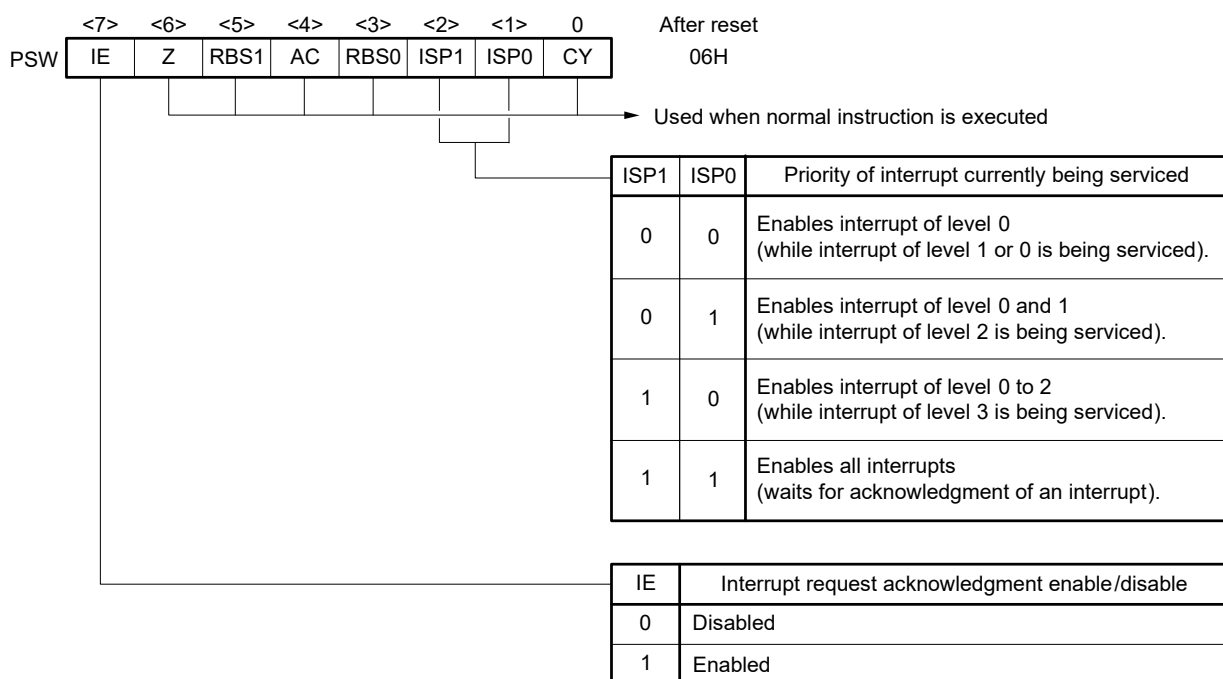 <7> <6> <5> <4> <3> <2> <1> 0 After reset
PSW IE Z RBS1 AC RBS0 ISP1 ISP0 CY 06H
Used when normal instruction is executed
ISP1 ISP0 Priority of interrupt currently being serviced
0 0 Enables interrupt of level 0
(while interrupt of level 1 or 0 is being serviced).
0 1 Enables interrupt of level 0 and 1
(while interrupt of level 2 is being serviced).
1 0 Enables interrupt of level 0 to 2
(while interrupt of level 3 is being serviced).
1 1 Enables all interrupts
(waits for acknowledgment of an interrupt).
IE Interrupt request acknowledgment enable/disable
0 Disabled
1 Enabled